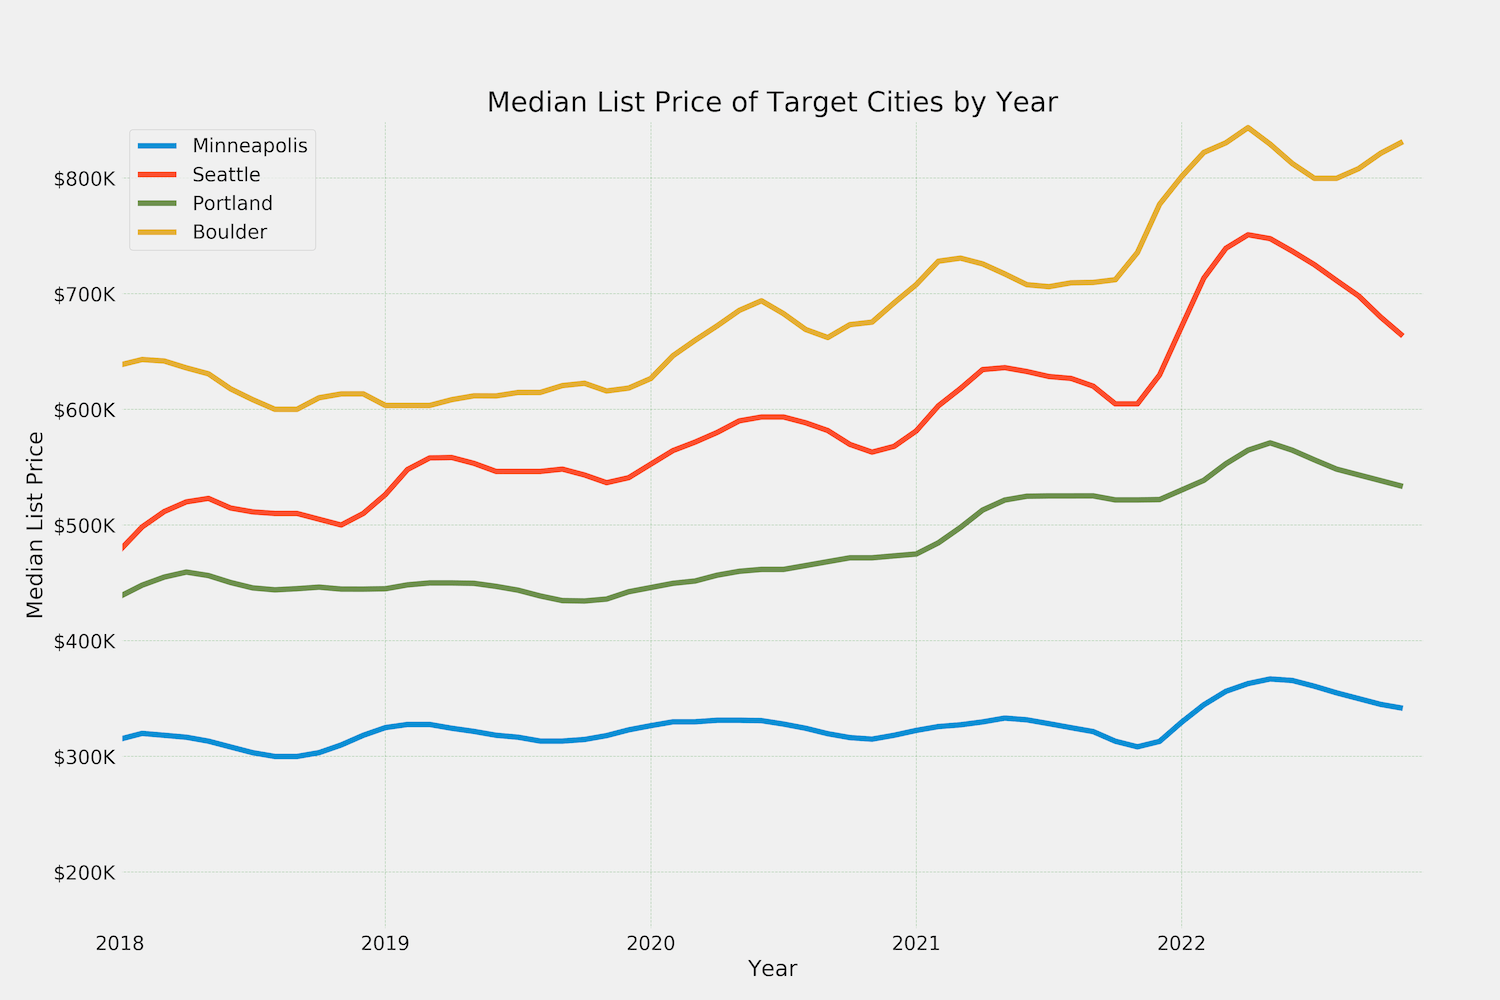 Median List Price of Target Cities by Year
Minneapolis
Seattle
Portland
Boulder
$800K
$700K
$600K
$500K
$400K
$300K
$200K
Median List Price
2018 2019 2020 2021 2022
Year